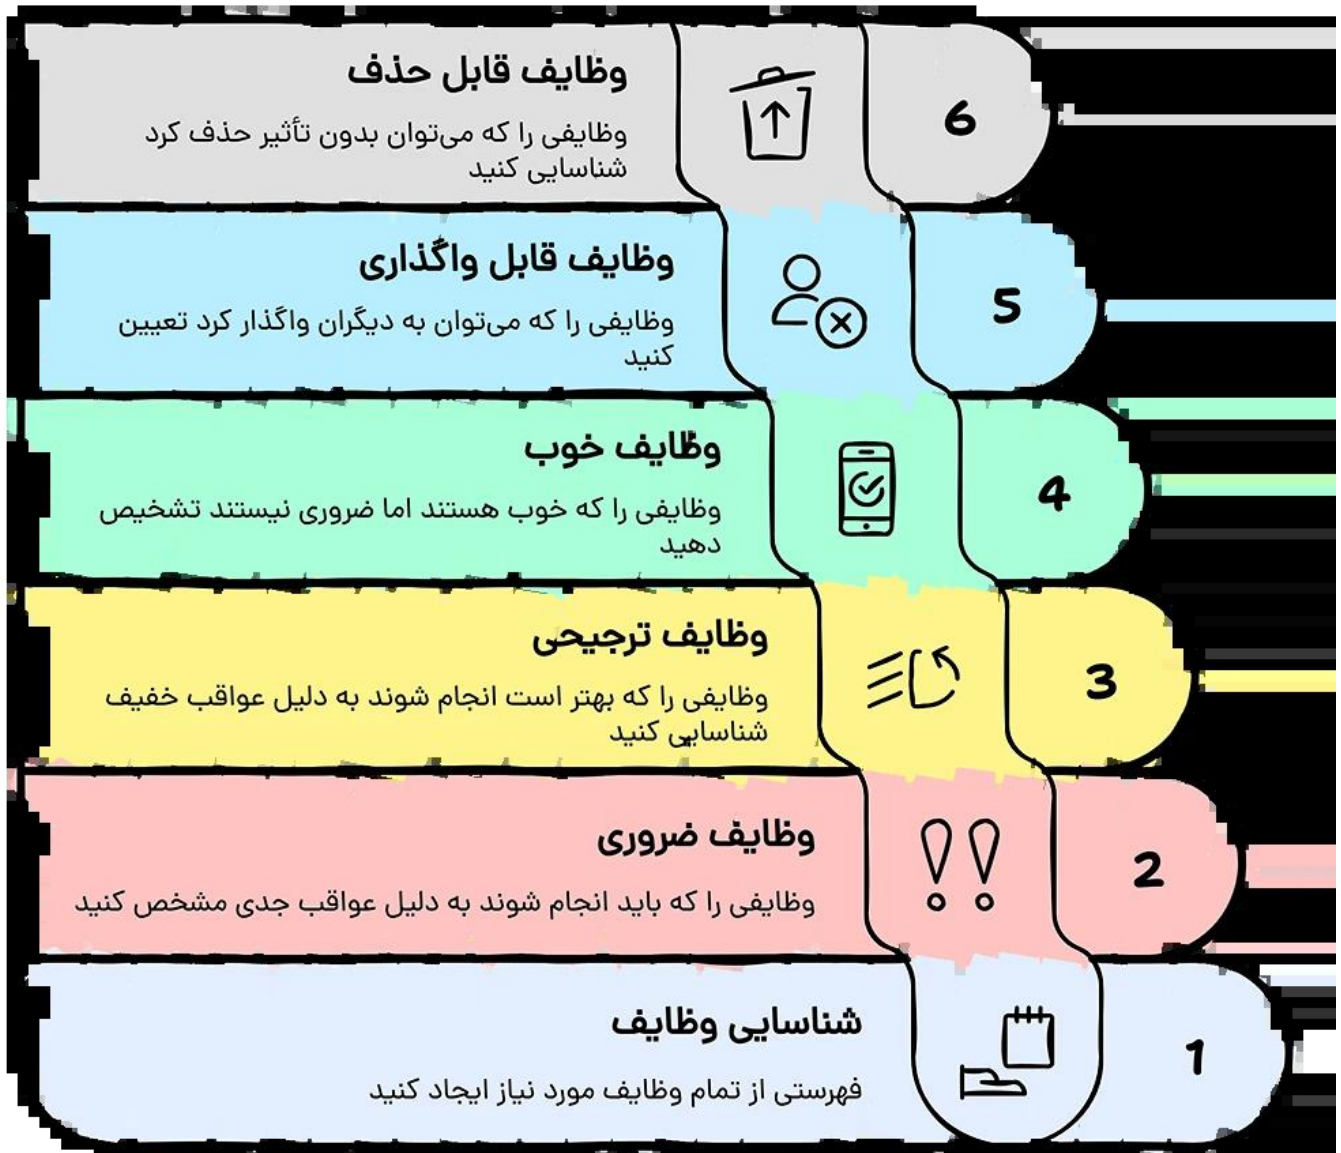 وظایف قابل حذف
وظایفی را که می‌توان بدون تأثیر حذف کرد
شناسایی کنید
6
وظایف قابل واگذاری
وظایفی را که می‌توان به دیگران واگذار کرد تعیین
کنید
5
وظایف خوب
وظایفی را که خوب هستند اما ضروری نیستند تشخیص
دهید
4
وظایف ترجیحی
وظایفی را که بهتر است انجام شوند به دلیل عواقب خفیف
شناسایی کنید
3
وظایف ضروری
وظایفی را که باید انجام شوند به دلیل عواقب جدی مشخص کنید
2
شناسایی وظایف
فهرستی از تمام وظایف مورد نیاز ایجاد کنید
1